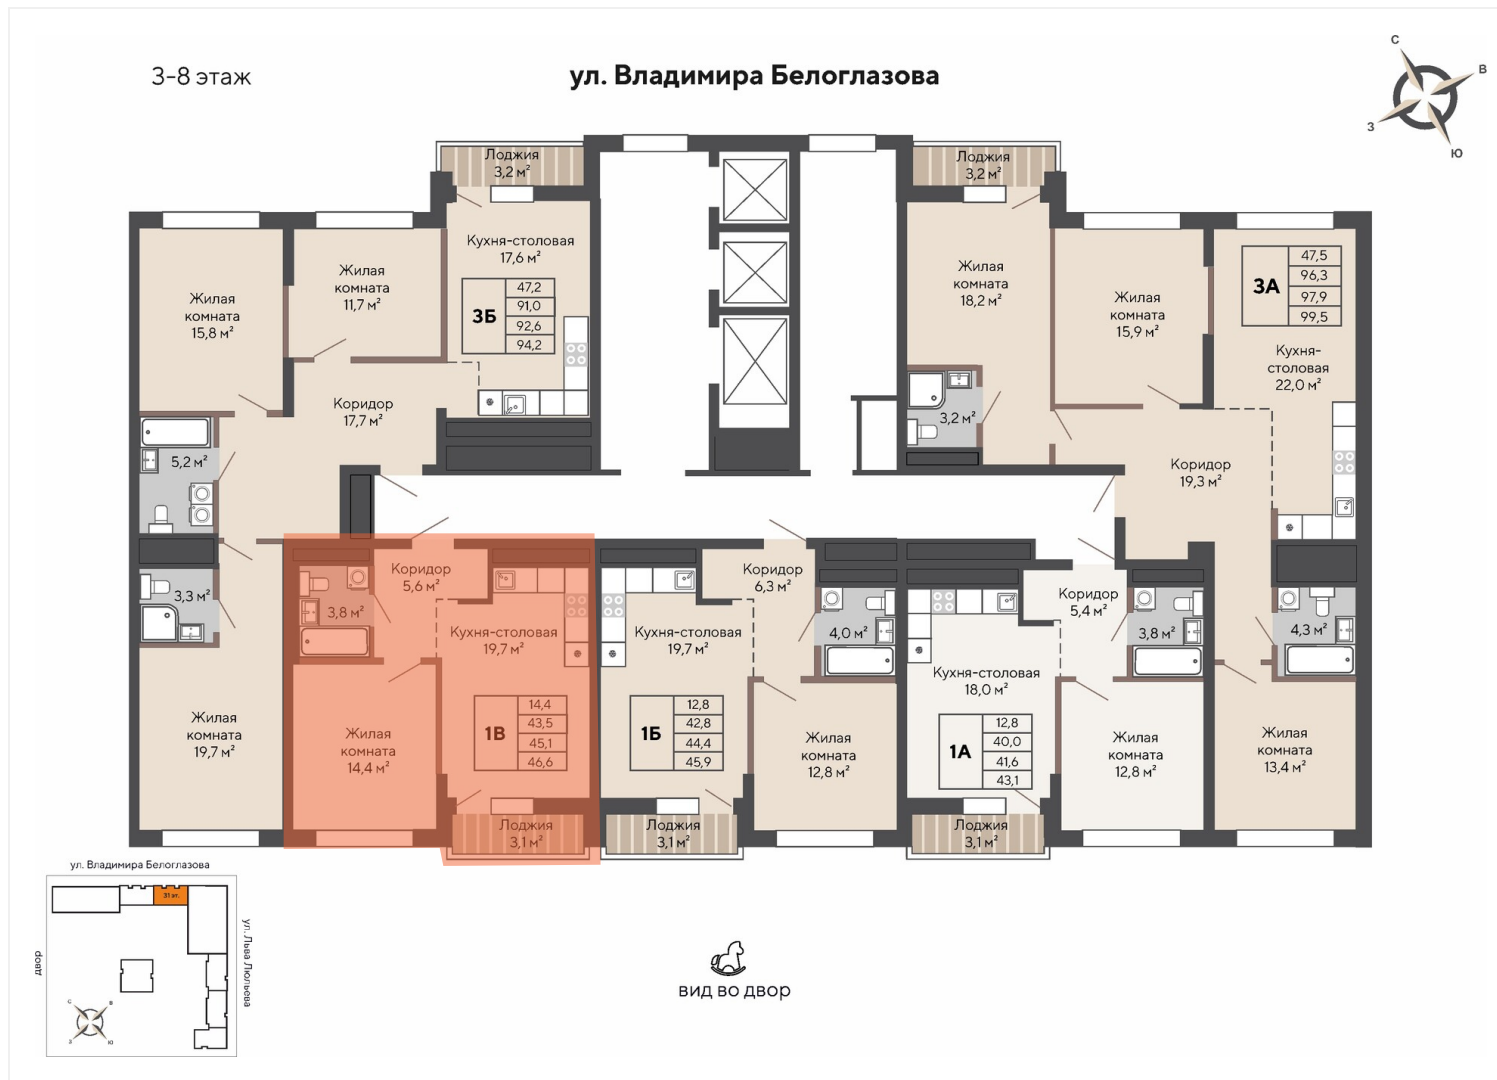 3-8 этаж
ул. Владимира Белоглазова
С
В
З
Ю
Лоджия
3,2 м²
Кухня-столовая
17,6 м²
3Б
47,2
91,0
92,6
94,2
Жилая
комната
11,7 м²
Жилая
комната
15,8 м²
Коридор
17,7 м²
5,2 м²
3,3 м²
Жилая
комната
19,7 м²
Лоджия
3,2 м²
Жилая
комната
18,2 м²
Жилая
комната
15,9 м²
3А
47,5
96,3
97,9
99,5
Кухня-
столовая
22,0 м²
3,2 м²
Коридор
19,3 м²
4,3 м²
Жилая
комната
13,4 м²
Коридор
5,6 м²
3,8 м²
Кухня-столовая
19,7 м²
1В
14,4
43,5
45,1
46,6
Жилая
комната
14,4 м²
Лоджия
3,1 м²
Коридор
6,3 м²
4,0 м²
Кухня-столовая
19,7 м²
1Б
12,8
42,8
44,4
45,9
Жилая
комната
12,8 м²
Лоджия
3,1 м²
Коридор
5,4 м²
3,8 м²
Кухня-столовая
18,0 м²
1А
12,8
40,0
41,6
43,1
Жилая
комната
12,8 м²
Лоджия
3,1 м²
ул. Владимира Белоглазова
31 эт.
двор
ул. Льва Люльева
С
В
З
Ю
вид во двор